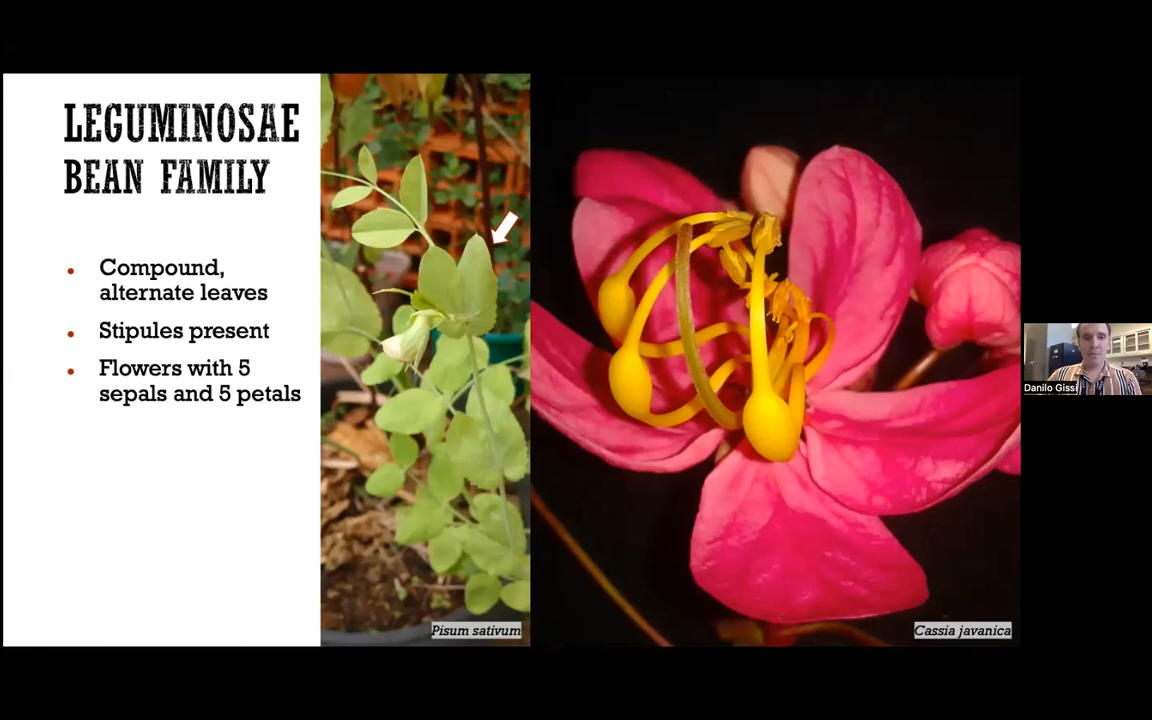 LEGUMINOSAE
BEAN FAMILY
• Compound,
alternate leaves
• Stipules present
• Flowers with 5
sepals and 5 petals
Pisum sativum
Cassia javanica
Danilo Gissi